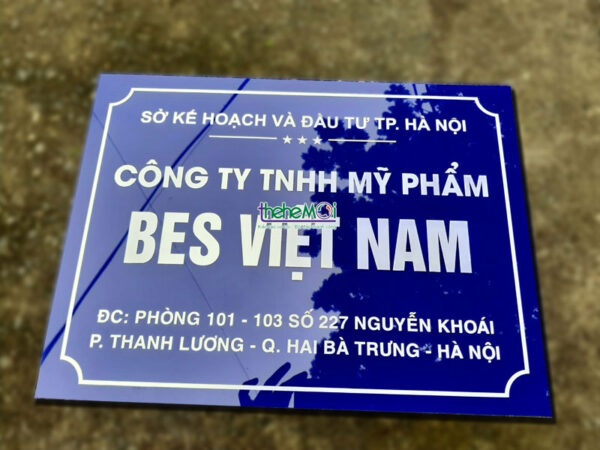 SỞ KẾ HOẠCH VÀ ĐẦU TƯ TP. HÀ NỘI
CÔNG TY TNHH MỸ PHẨM
theheMOi
BES VIỆT NAM
ĐC: PHÒNG 101 - 103 SỐ 227 NGUYỄN KHOÁI
P. THANH LƯƠNG - Q. HAI BÀ TRƯNG - HÀ NỘI